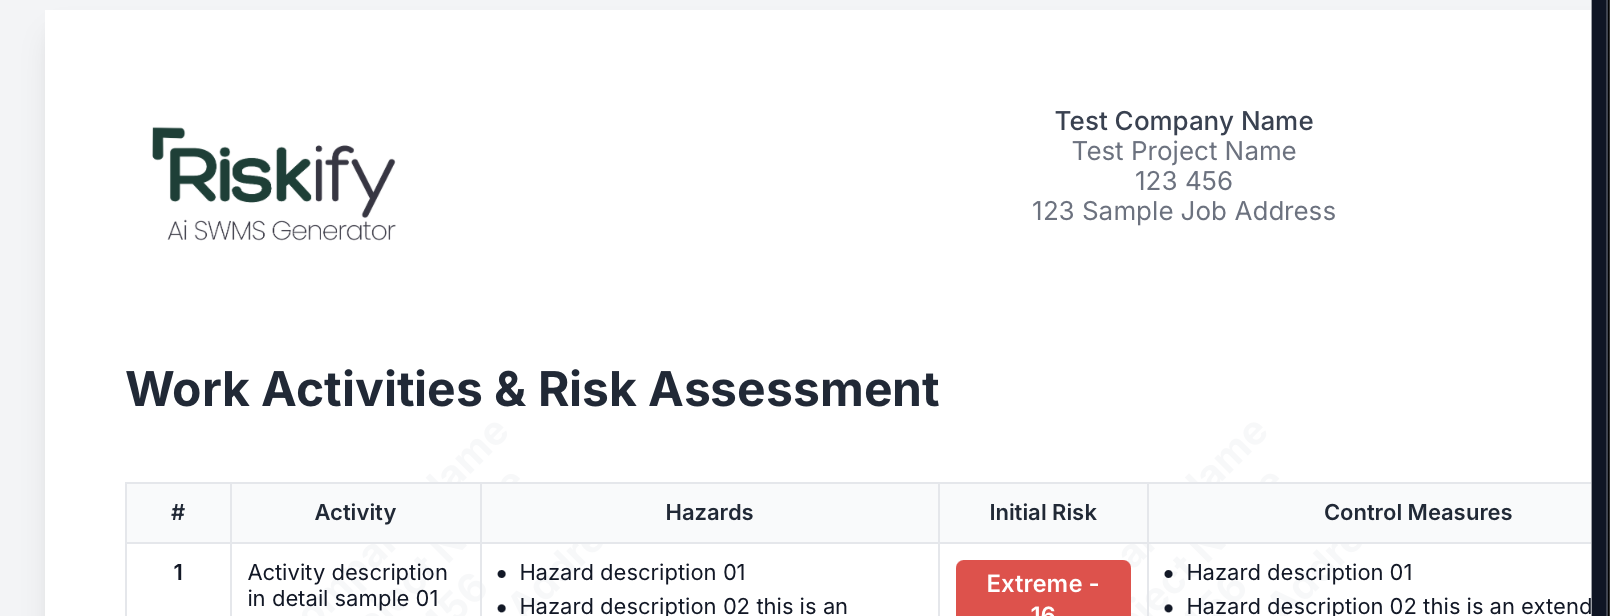 Riskify
Ai SWMS Generator
Test Company Name
Test Project Name
123 456
123 Sample Job Address
Work Activities & Risk Assessment
# Activity Hazards Initial Risk Control Measures
1 Activity description in detail sample 01
• Hazard description 01
• Hazard description 02 this is an
Extreme - 16
• Hazard description 01
• Hazard description 02 this is an extend